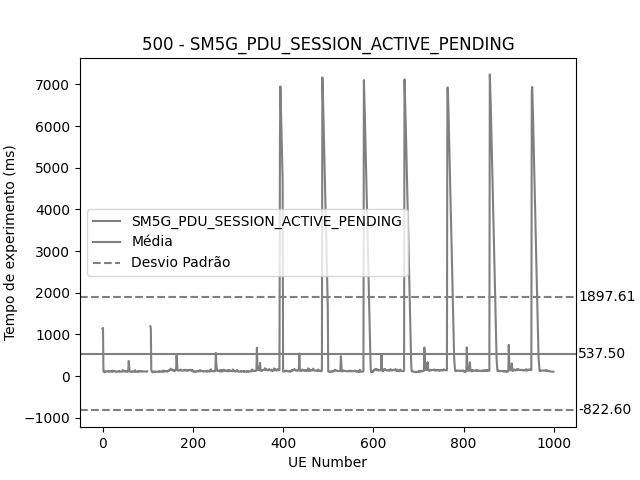 500 - SM5G_PDU_SESSION_ACTIVE_PENDING
Tempo de experimento (ms)
7000
6000
5000
4000
3000
2000
1000
0
−1000
SM5G_PDU_SESSION_ACTIVE_PENDING
Média
Desvio Padrão
1897.61
537.50
-822.60
0 200 400 600 800 1000
UE Number